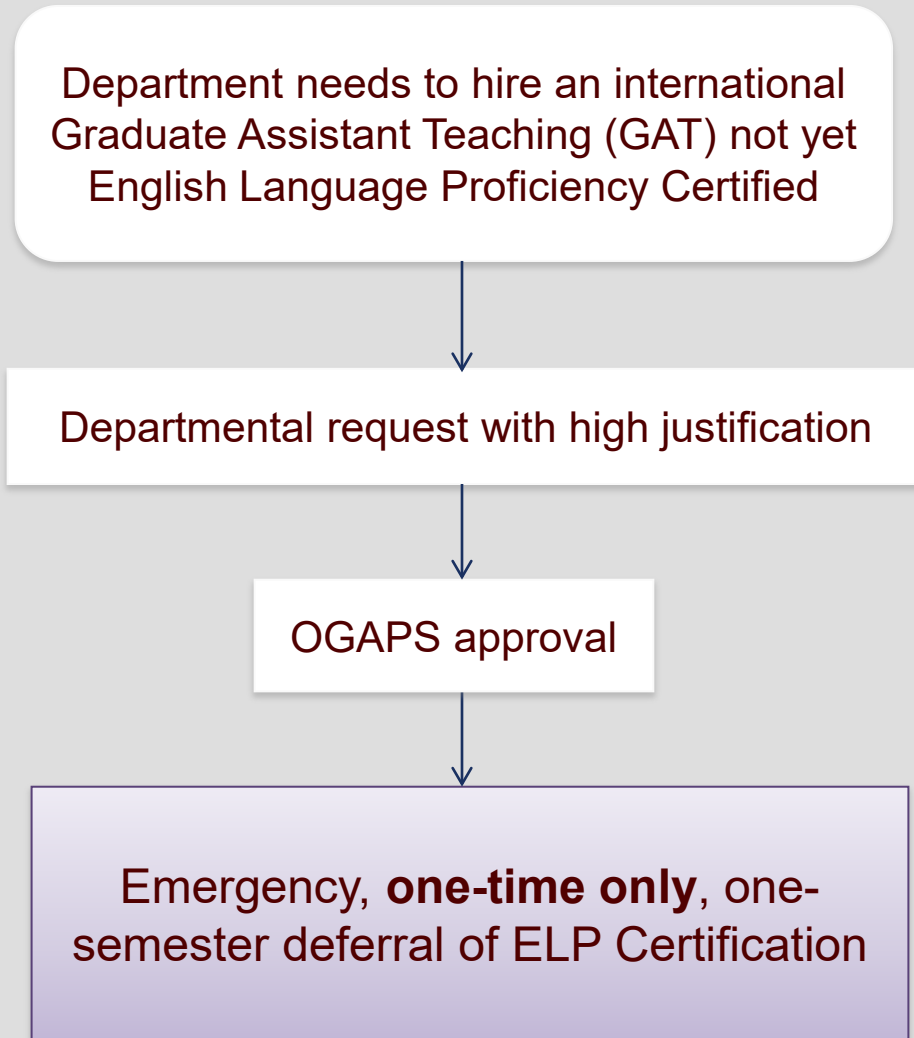 Department needs to hire an international
Graduate Assistant Teaching (GAT) not yet
English Language Proficiency Certified
Departmental request with high justification
OGAPS approval
Emergency, one-time only, one-
semester deferral of ELP Certification